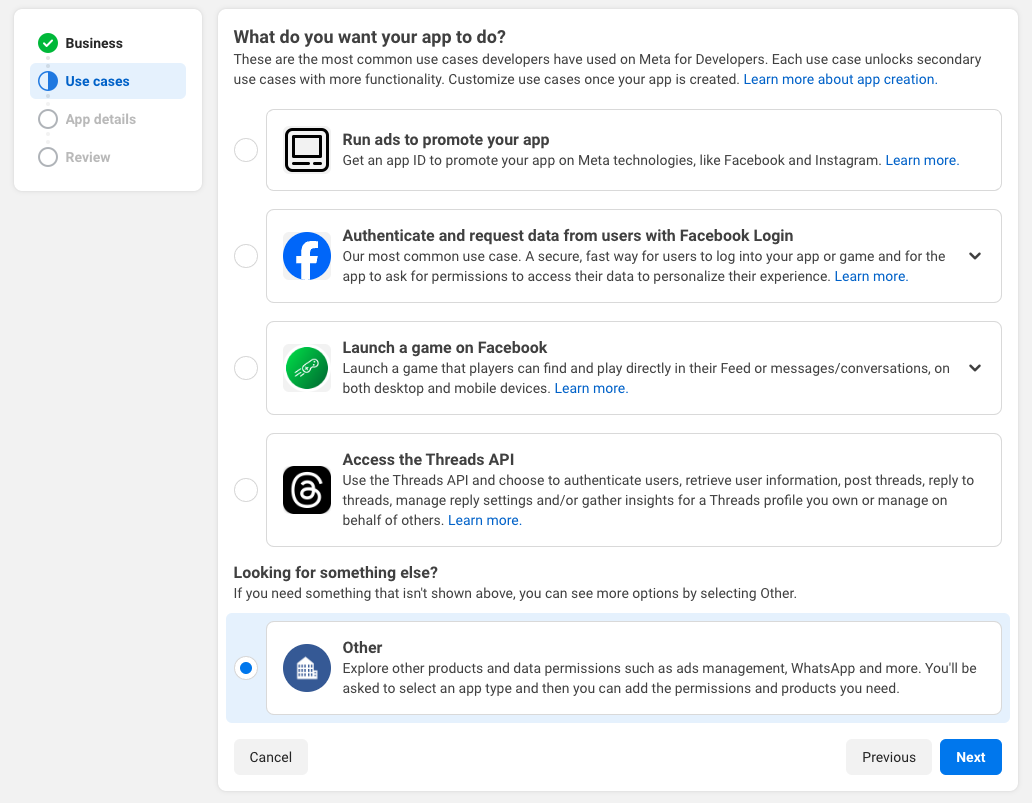 Business
Use cases
App details
Review
What do you want your app to do?
These are the most common use cases developers have used on Meta for Developers. Each use case unlocks secondary
use cases with more functionality. Customize use cases once your app is created. Learn more about app creation.
Run ads to promote your app
Get an app ID to promote your app on Meta technologies, like Facebook and Instagram. Learn more.
Authenticate and request data from users with Facebook Login
Our most common use case. A secure, fast way for users to log into your app or game and for the
app to ask for permissions to access their data to personalize their experience. Learn more.
Launch a game on Facebook
Launch a game that players can find and play directly in their Feed or messages/conversations, on
both desktop and mobile devices. Learn more.
Access the Threads API
Use the Threads API and choose to authenticate users, retrieve user information, post threads, reply to
threads, manage reply settings and/or gather insights for a Threads profile you own or manage on
behalf of others. Learn more.
Looking for something else?
If you need something that isn't shown above, you can see more options by selecting Other.
Other
Explore other products and data permissions such as ads management, WhatsApp and more. You'll be
asked to select an app type and then you can add the permissions and products you need.
Cancel
Previous
Next